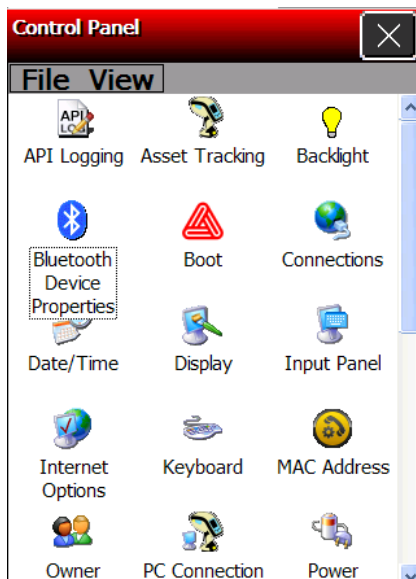 Control Panel
File View
API Logging Asset Tracking Backlight
Bluetooth
Device
Properties
Boot Connections
Date/Time Display Input Panel
Internet
Options
Keyboard MAC Address
Owner PC Connection Power